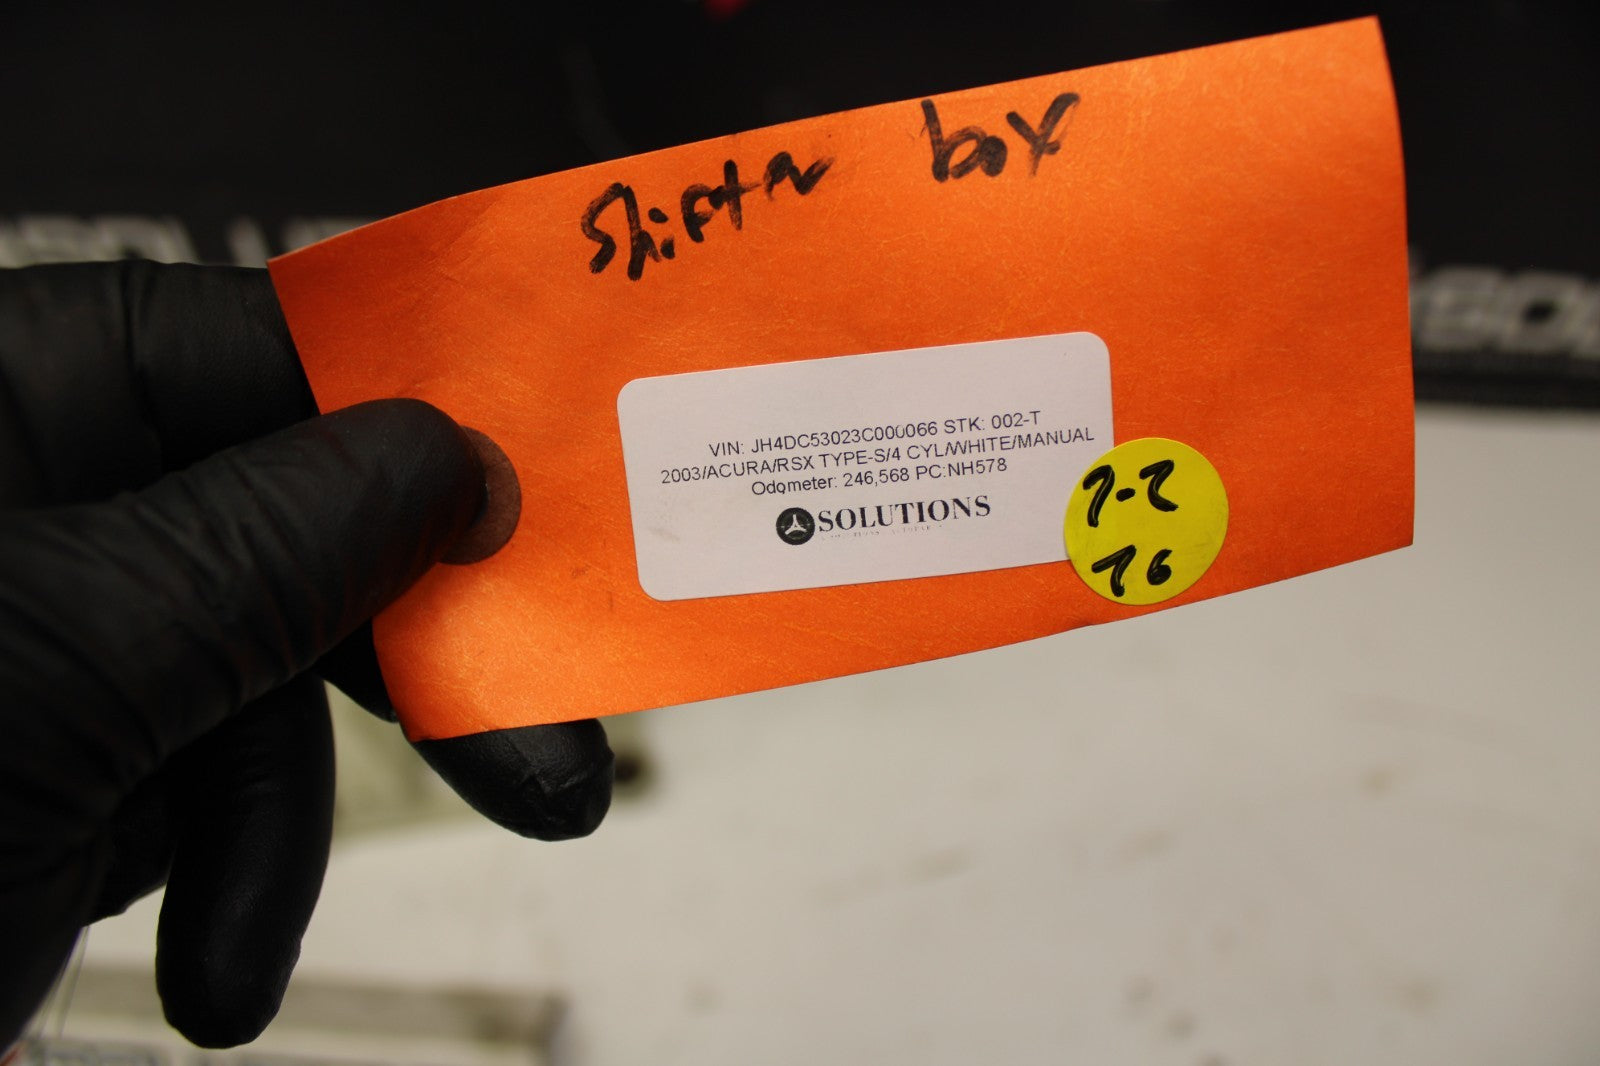 Shifter box
VIN: JH4DC53023C000066 STK: 002-T
2003/ACURA/RSX TYPE-S/4 CYL/WHITE/MANUAL
Odometer: 246,568 PC:NH578
SOLUTIONS
7-2
76